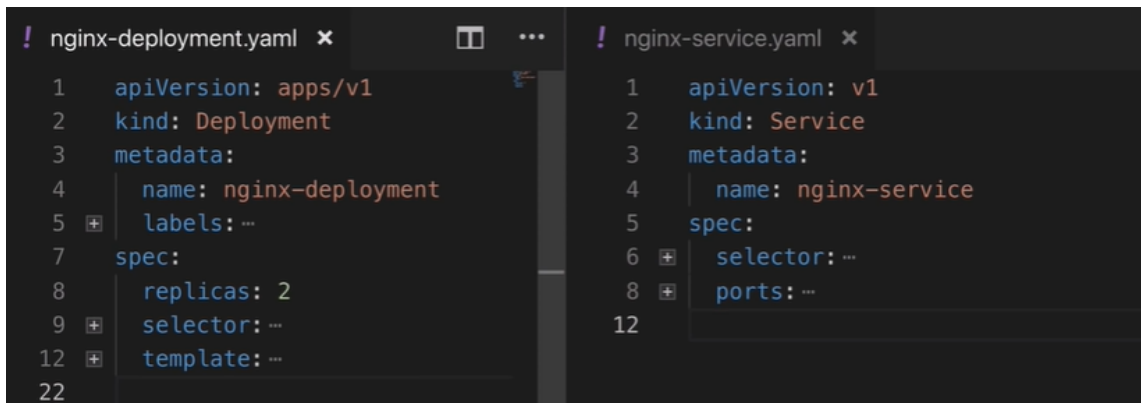 nginx-deployment.yaml ×
1 apiVersion: apps/v1
2 kind: Deployment
3 metadata:
4 name: nginx-deployment
5 labels: ⋯
7 spec:
8 replicas: 2
9 selector: ⋯
12 template: ⋯
22
nginx-service.yaml ×
1 apiVersion: v1
2 kind: Service
3 metadata:
4 name: nginx-service
5 spec:
6 selector: ⋯
8 ports: ⋯
12